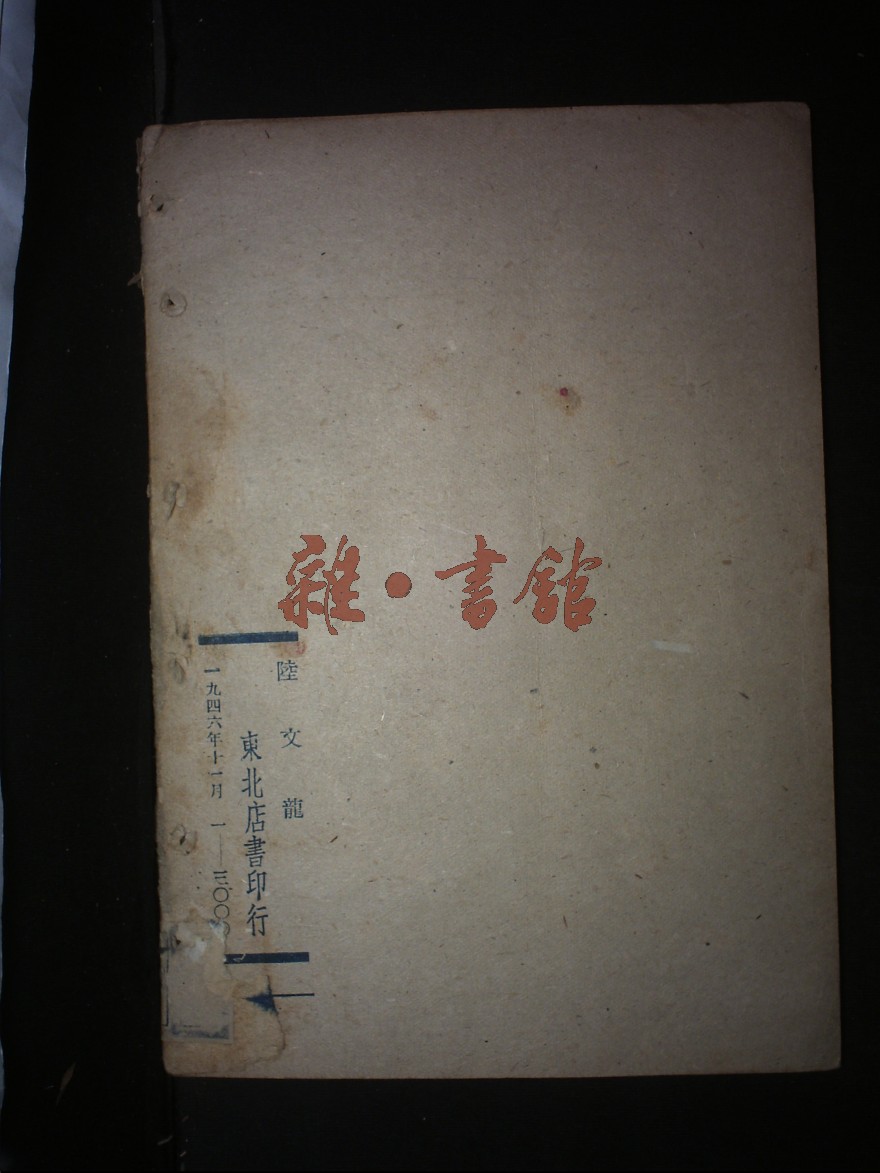 雜·書館
陸文龍
東北店書印行
一九四六年十一月 一——三〇〇〇